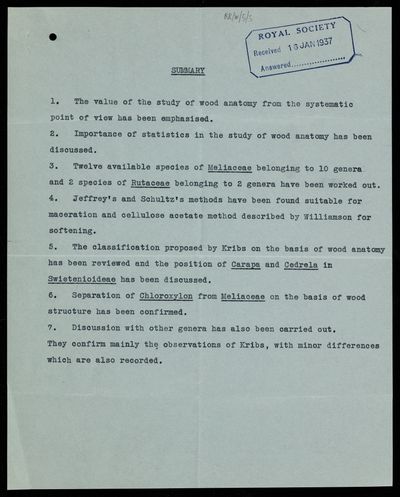 RR/W/5/5
ROYAL SOCIETY
Received 16 JAN 1937
Answered
SUMMARY
1. The value of the study of wood anatomy from the systematic
point of view has been emphasised.
2. Importance of statistics in the study of wood anatomy has been
discussed.
3. Twelve available species of Meliaceae belonging to 10 genera
and 2 species of Rutaceae belonging to 2 genera have been worked out.
4. Jeffrey's and Schultz's methods have been found suitable for
maceration and cellulose acetate method described by Williamson for
softening.
5. The classification proposed by Kribs on the basis of wood anatomy
has been reviewed and the position of Carapa and Cedrela in
Swietenioideae has been discussed.
6. Separation of Chloroxylon from Meliaceae on the basis of wood
structure has been confirmed.
7. Discussion with other genera has also been carried out.
They confirm mainly the observations of Kribs, with minor differences
which are also recorded.